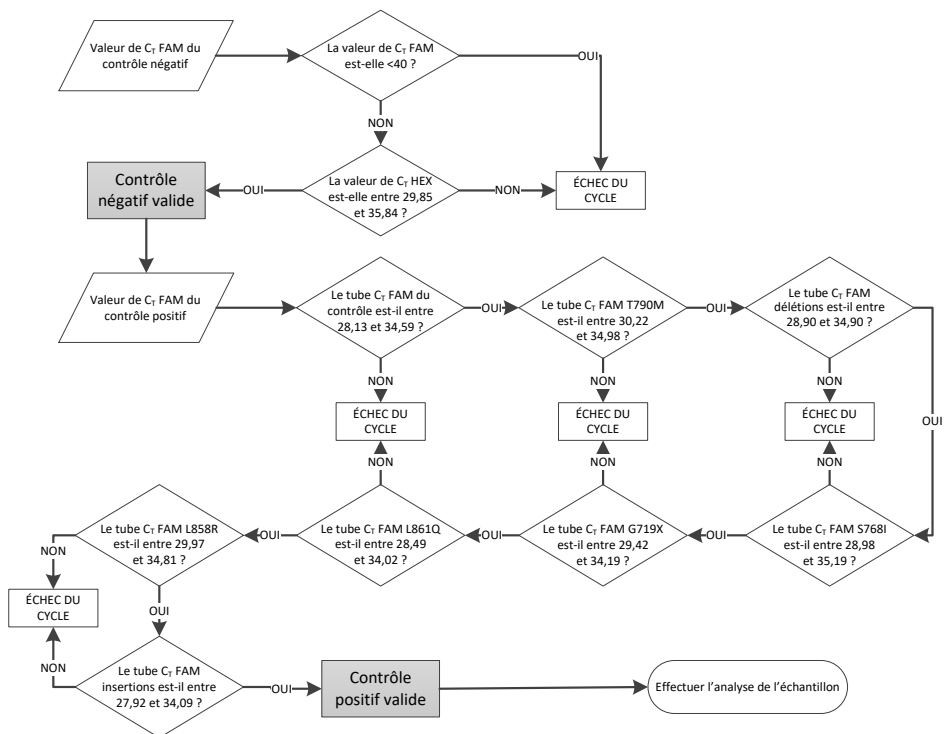 Valeur de CT FAM du
contrôle négatif
La valeur de CT FAM
est-elle <40 ?
OUI
NON
Contrôle
négatif valide
OUI
La valeur de CT HEX
est-elle entre 29,85
et 35,84 ?
NON
ÉCHEC DU
CYCLE
Valeur de CT FAM du
contrôle positif
Le tube CT FAM du
contrôle est-il entre
28,13 et 34,59 ?
OUI
Le tube CT FAM T790M
est-il entre 30,22
et 34,98 ?
OUI
Le tube CT FAM
délétions est-il entre
28,90 et 34,90 ?
NON
NON
NON
ÉCHEC DU
CYCLE
ÉCHEC DU
CYCLE
ÉCHEC DU
CYCLE
OUI
NON
NON
NON
Le tube CT FAM L858R
est-il entre 29,97
et 34,81 ?
OUI
Le tube CT FAM L861Q
est-il entre 28,49
et 34,02 ?
OUI
Le tube CT FAM G719X
est-il entre 29,42
et 34,19 ?
OUI
Le tube CT FAM S768I
est-il entre 28,98
et 35,19 ?
NON
ÉCHEC DU
CYCLE
OUI
NON
Le tube CT FAM
insertions est-il entre
27,92 et 34,09 ?
OUI
Contrôle
positif valide
Effectuer l’analyse de l’échantillon